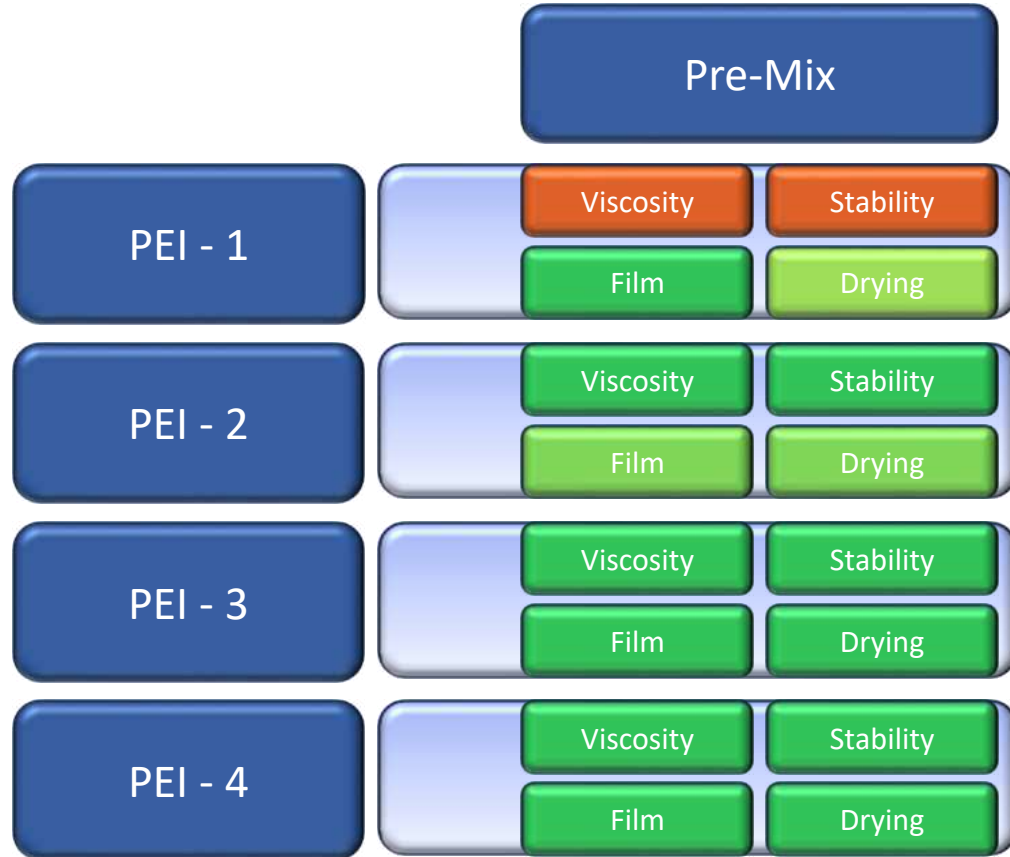 Pre-Mix
PEI - 1
Viscosity
Stability
Film
Drying
PEI - 2
Viscosity
Stability
Film
Drying
PEI - 3
Viscosity
Stability
Film
Drying
PEI - 4
Viscosity
Stability
Film
Drying